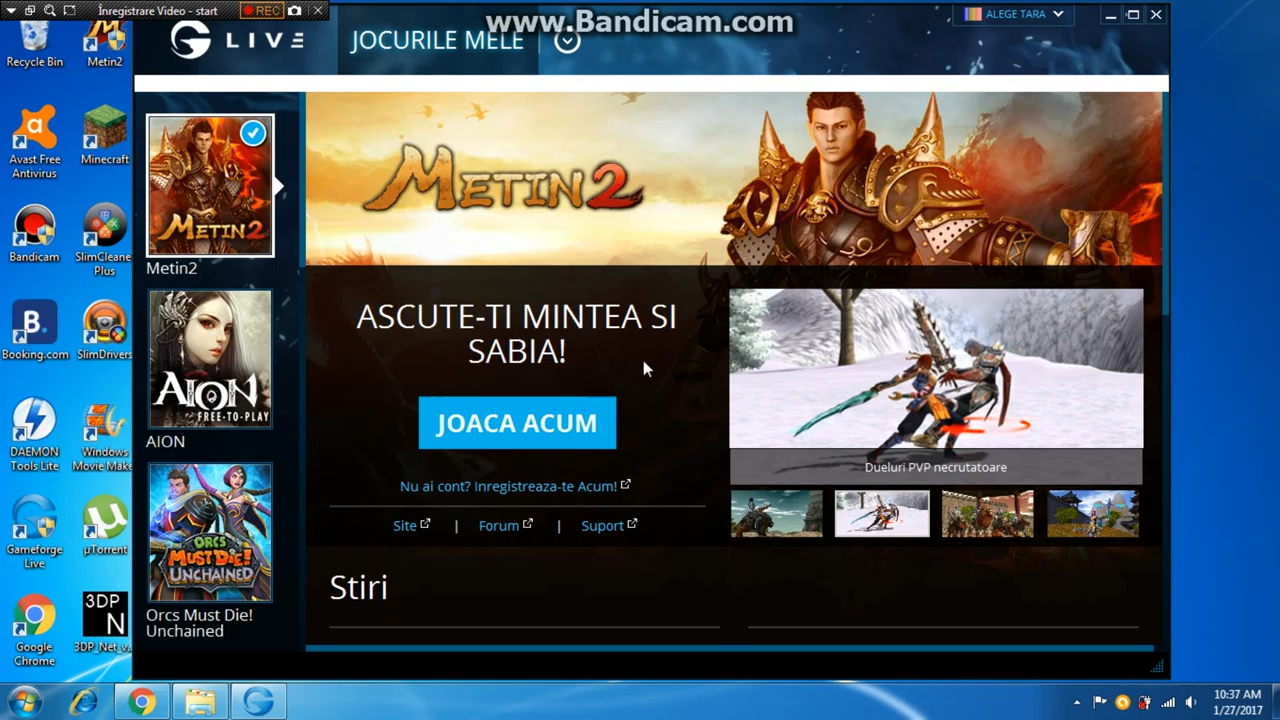 Înregistrare Video - start
REC
www.Bandicam.com
LIVE
JOCURILE MELE
ALEGE TARA
Recycle Bin
Metin2
Avast Free
Antivirus
Minecraft
Bandicam
SlimCleaner
Plus
Booking.com
SlimDrivers
DAEMON
Tools Lite
Windows
Movie Make
Gameforge
Live
µTorrent
Google
Chrome
3DP
N
3DP_Net_v...
METIN2
Metin2
AION
FREE-TO-PLAY
AION
ORCS
MUST DIE!
UNCHAINED
Orcs Must Die!
Unchained
METIN2
ASCUTE-TI MINTEA SI
SABIA!
JOACA ACUM
Nu ai cont? Inregistreaza-te Acum!
Site | Forum | Suport
Dueluri PVP necrutatoare
Stiri
10:37 AM
1/27/2017